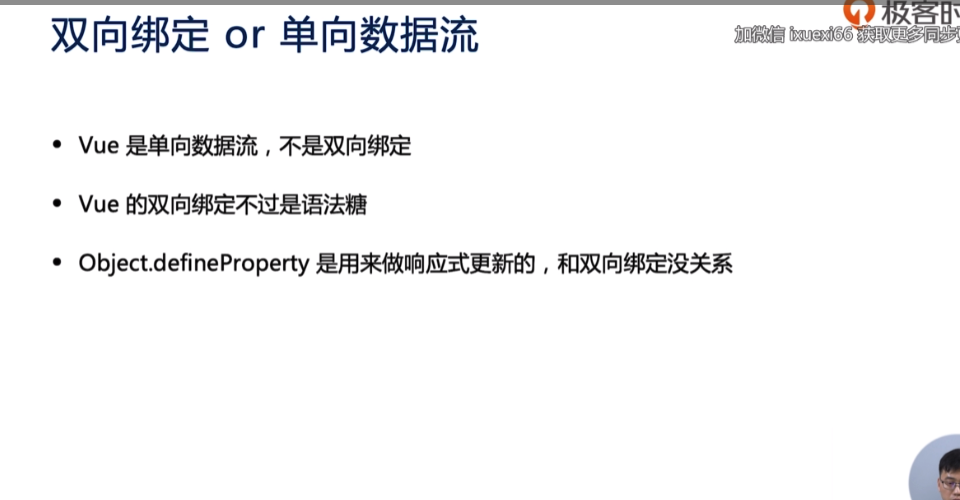 双向绑定 or 单向数据流
极客时
加微信 ixuexi66 获取更多同步
• Vue 是单向数据流，不是双向绑定
• Vue 的双向绑定不过是语法糖
• Object.defineProperty 是用来做响应式更新的，和双向绑定没关系